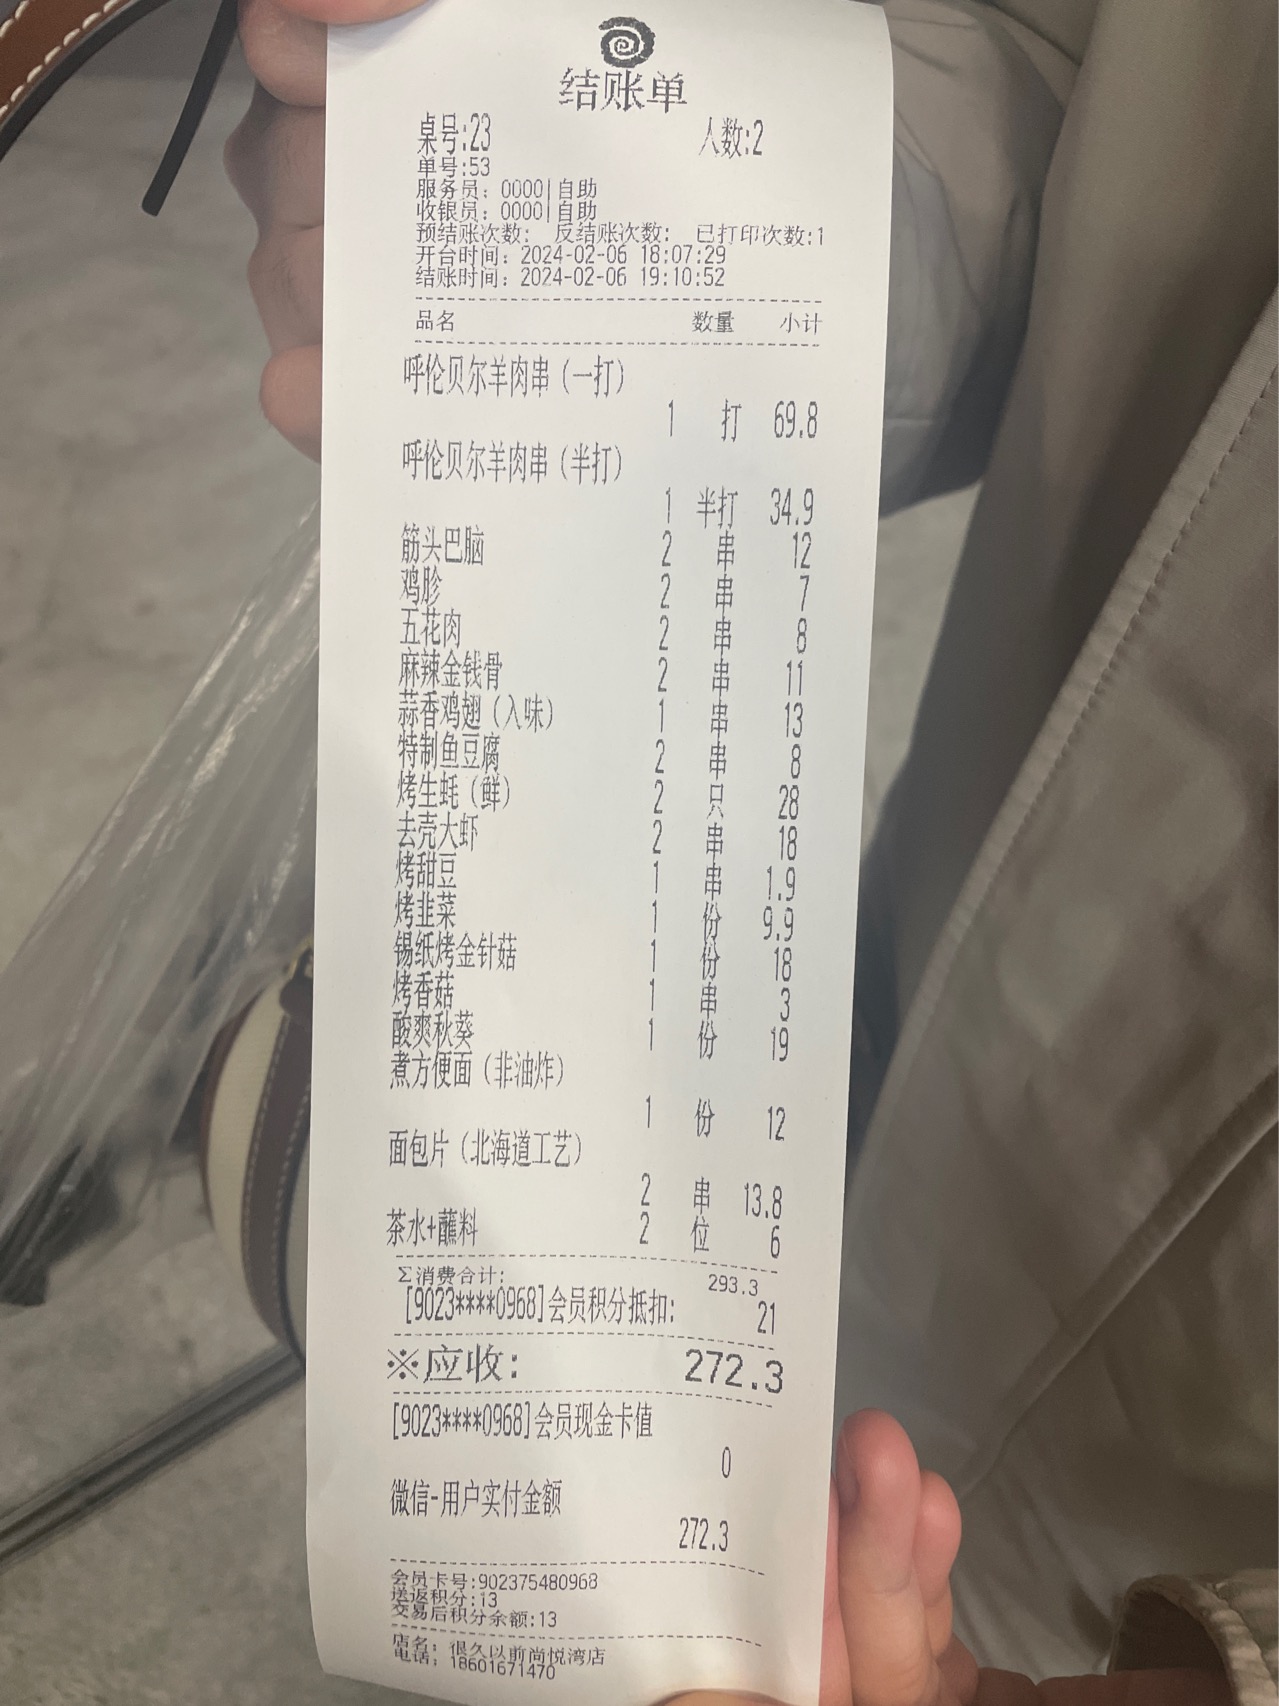 结账单
桌号:23 人数:2
单号:53
服务员: 0000|自助
收银员: 0000|自助
预结账次数: 反结账次数: 已打印次数:1
开台时间: 2024-02-06 18:07:29
结账时间: 2024-02-06 19:10:52
品名 数量 小计
呼伦贝尔羊肉串(一打)
1 打 69.8
呼伦贝尔羊肉串(半打)
1 半打 34.9
筋头巴脑 2 串 12
鸡胗 2 串 7
五花肉 2 串 8
麻辣金钱骨 2 串 11
蒜香鸡翅(入味) 1 串 13
特制鱼豆腐 2 串 8
烤生蚝(鲜) 2 只 28
去壳大虾 2 串 18
烤甜豆 1 串 1.9
烤韭菜 1 份 9.9
锡纸烤金针菇 1 份 18
烤香菇 1 串 3
酸爽秋葵 1 份 19
煮方便面(非油炸)
1 份 12
面包片(北海道工艺)
2 串 13.8
茶水+蘸料 2 位 6
Σ消费合计: 293.3
[9023****0968]会员积分抵扣: 21
※应收: 272.3
[9023****0968]会员现金卡值
0
微信-用户实付金额
272.3
会员卡号:902375480968
送返积分:13
交易后积分余额:13
店名: 很久以前尚悦湾店
电话: 18601671470